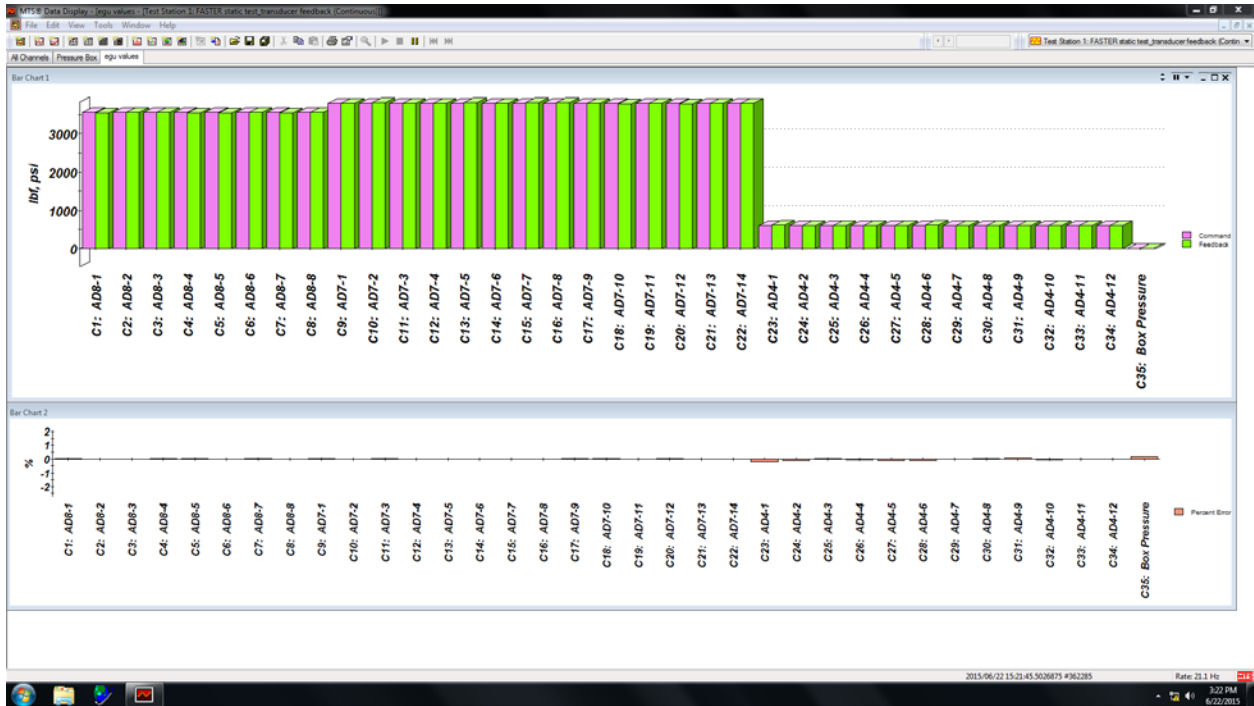 MTS® Data Display - [egu values - [Test Station 1: FASTER static test_transducer feedback (Continuous)]]
File Edit View Tools Window Help
Test Station 1: FASTER static test_transducer feedback (Contin
All Channels Pressure Box egu values
Bar Chart 1
3000
2000
1000
0
lbf, psi
Command
Feedback
C1: AD8-1
C2: AD8-2
C3: AD8-3
C4: AD8-4
C5: AD8-5
C6: AD8-6
C7: AD8-7
C8: AD8-8
C9: AD7-1
C10: AD7-2
C11: AD7-3
C12: AD7-4
C13: AD7-5
C14: AD7-6
C15: AD7-7
C16: AD7-8
C17: AD7-9
C18: AD7-10
C19: AD7-11
C20: AD7-12
C21: AD7-13
C22: AD7-14
C23: AD4-1
C24: AD4-2
C25: AD4-3
C26: AD4-4
C27: AD4-5
C28: AD4-6
C29: AD4-7
C30: AD4-8
C31: AD4-9
C32: AD4-10
C33: AD4-11
C34: AD4-12
C35: Box Pressure
Bar Chart 2
2
1
0
-1
-2
%
Percent Error
C1: AD8-1
C2: AD8-2
C3: AD8-3
C4: AD8-4
C5: AD8-5
C6: AD8-6
C7: AD8-7
C8: AD8-8
C9: AD7-1
C10: AD7-2
C11: AD7-3
C12: AD7-4
C13: AD7-5
C14: AD7-6
C15: AD7-7
C16: AD7-8
C17: AD7-9
C18: AD7-10
C19: AD7-11
C20: AD7-12
C21: AD7-13
C22: AD7-14
C23: AD4-1
C24: AD4-2
C25: AD4-3
C26: AD4-4
C27: AD4-5
C28: AD4-6
C29: AD4-7
C30: AD4-8
C31: AD4-9
C32: AD4-10
C33: AD4-11
C34: AD4-12
C35: Box Pressure
2015/06/22 15:21:45.5026875 #362285 Rate: 21.1 Hz
3:22 PM
6/22/2015